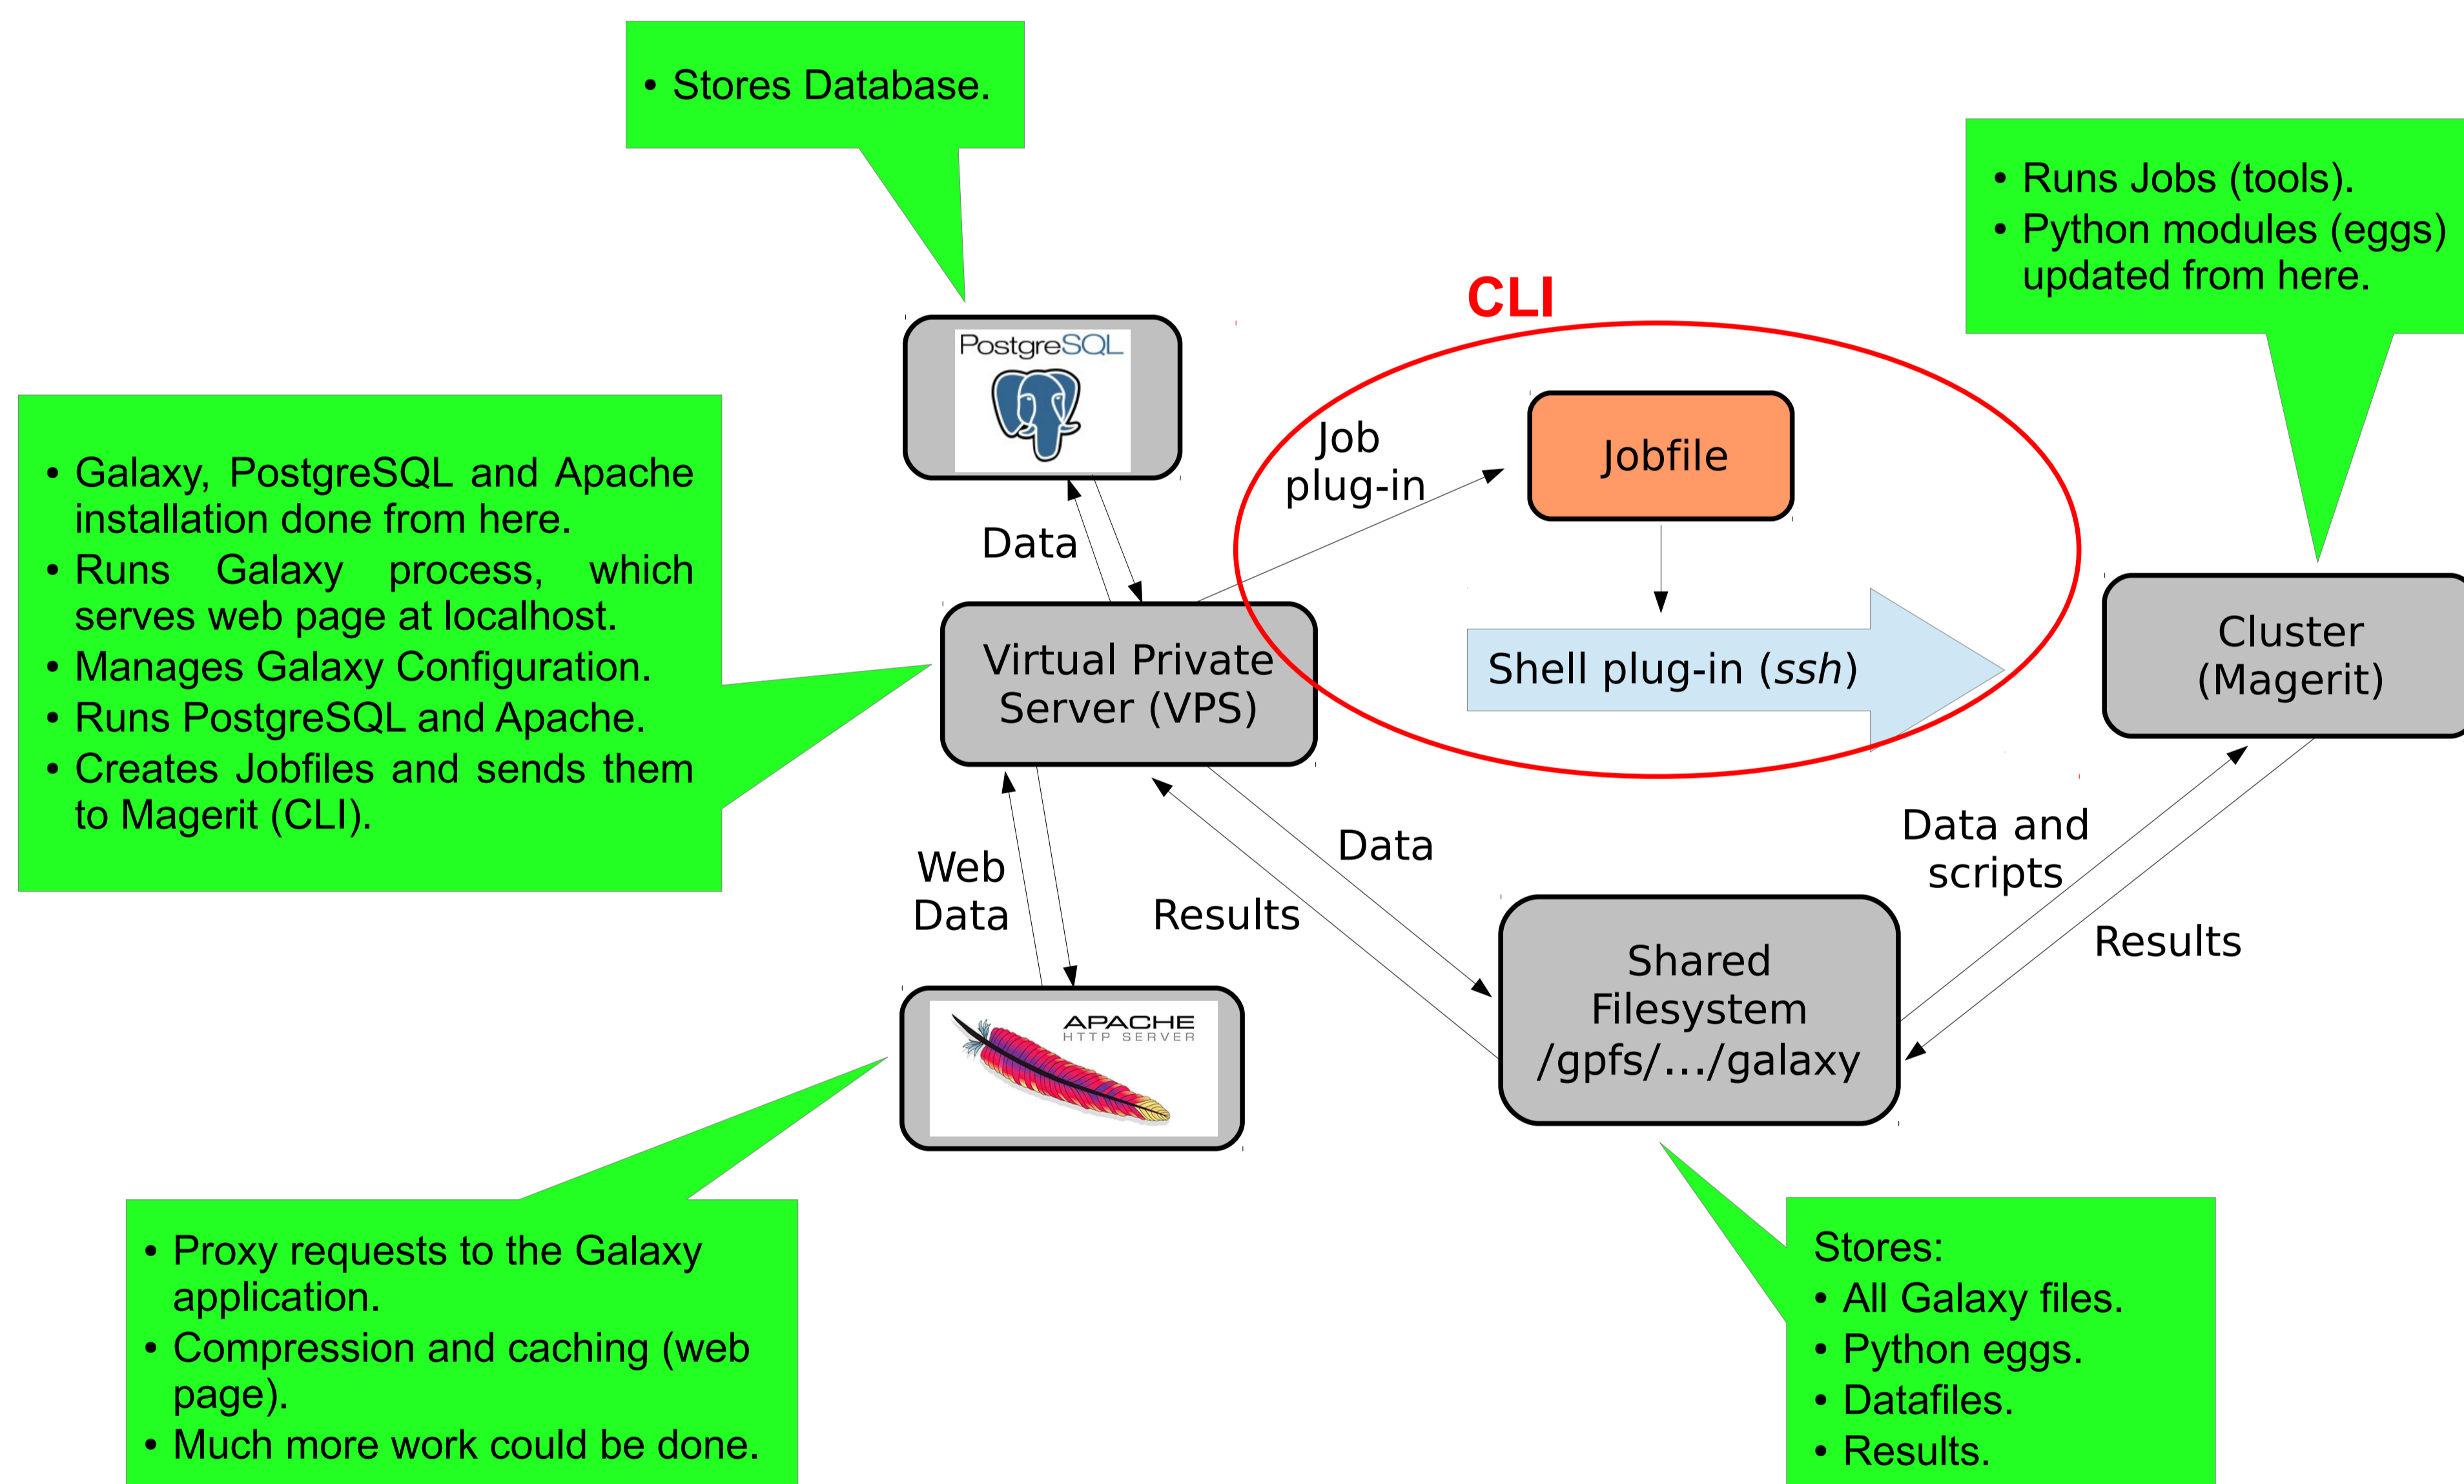 • Stores Database.
• Runs Jobs (tools).
• Python modules (eggs)
updated from here.
CLI
PostgreSQL
Job
plug-in
Jobfile
• Galaxy, PostgreSQL and Apache
installation done from here.
• Runs Galaxy process, which
serves web page at localhost.
• Manages Galaxy Configuration.
• Runs PostgreSQL and Apache.
• Creates Jobfiles and sends them
to Magerit (CLI).
Data
Virtual Private
Server (VPS)
Shell plug-in (ssh)
Cluster
(Magerit)
Web
Data
Results
Data
Data and
scripts
Results
APACHE
HTTP SERVER
Shared
Filesystem
/gpfs/.../galaxy
• Proxy requests to the Galaxy
application.
• Compression and caching (web
page).
• Much more work could be done.
Stores:
• All Galaxy files.
• Python eggs.
• Datafiles.
• Results.